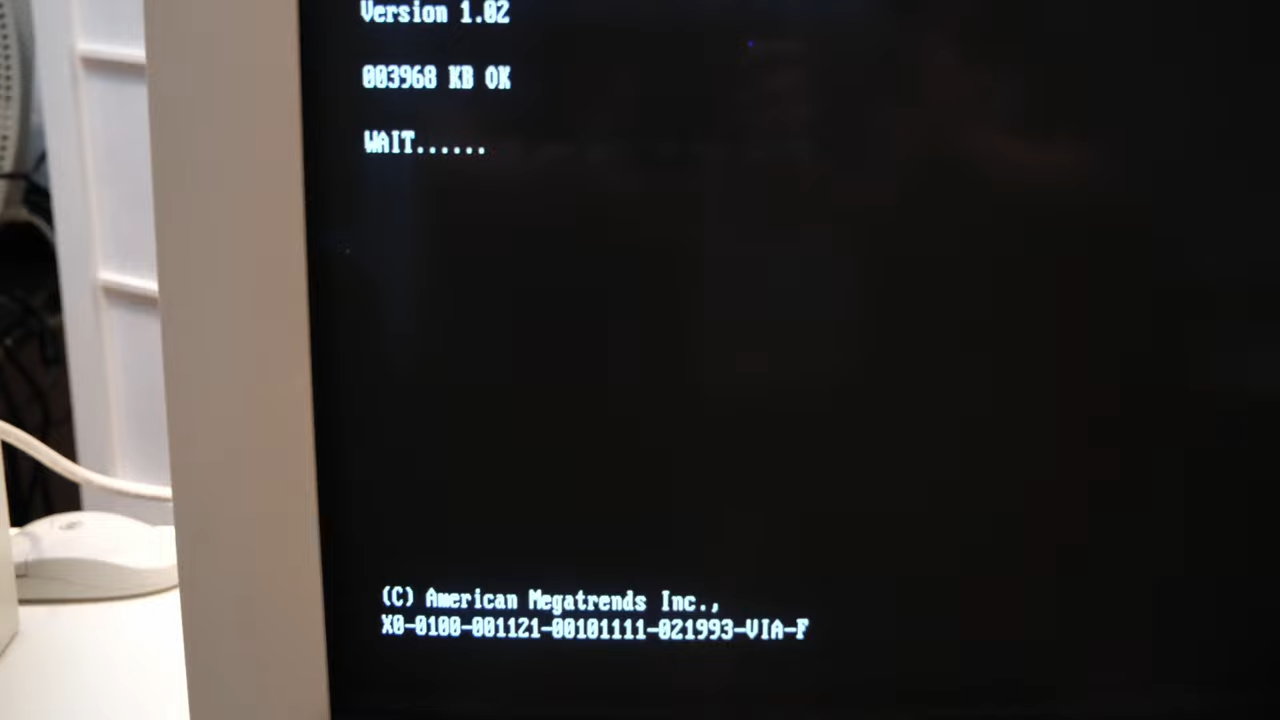 Version 1.02
003968 KB OK
WAIT......
(C) American Megatrends Inc.,
X0-0100-001121-00101111-021993-VIA-F